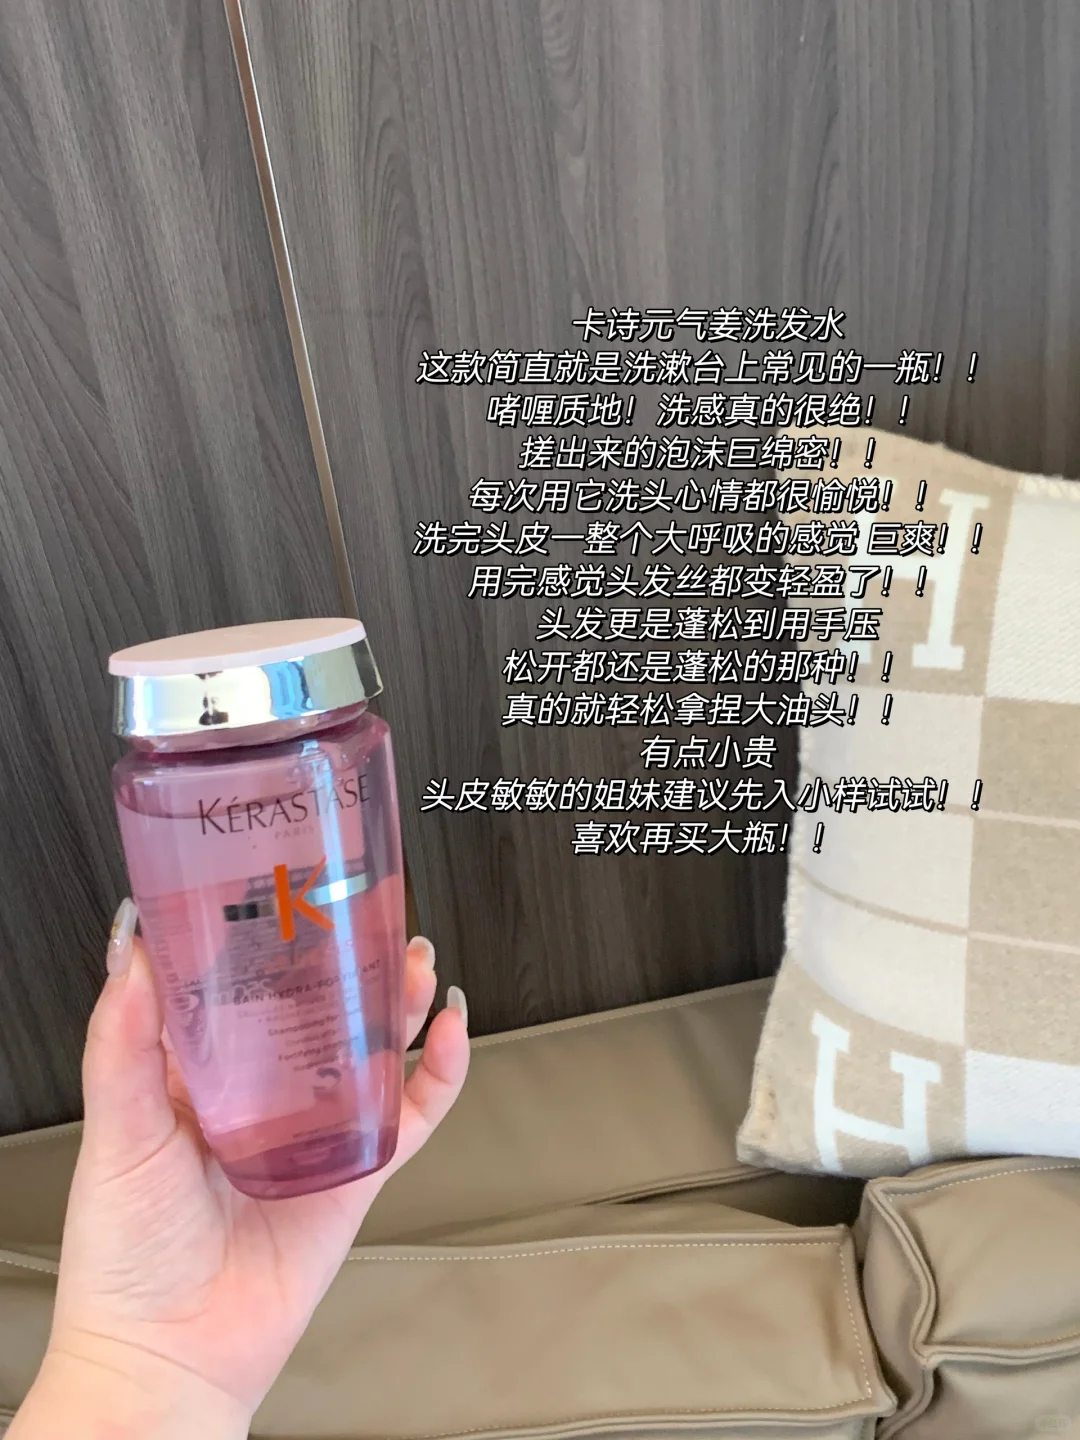 卡诗元气姜洗发水
这款简直就是洗漱台上常见的一瓶！！
啫喱质地！洗感真的很绝！！
搓出来的泡沫巨绵密！！
每次用它洗头心情都很愉悦！！
洗完头皮一整个大呼吸的感觉 巨爽！！
用完感觉头发丝都变轻盈了！！
头发更是蓬松到用手压
松开都还是蓬松的那种！！
真的就轻松拿捏大油头！！
有点小贵
头皮敏敏的姐妹建议先入小样试试！！
喜欢再买大瓶！！
KÉRASTASE
PARIS
K
BAIN HYDRA-FORTIFIANT
Fortifying shampoo
H
H